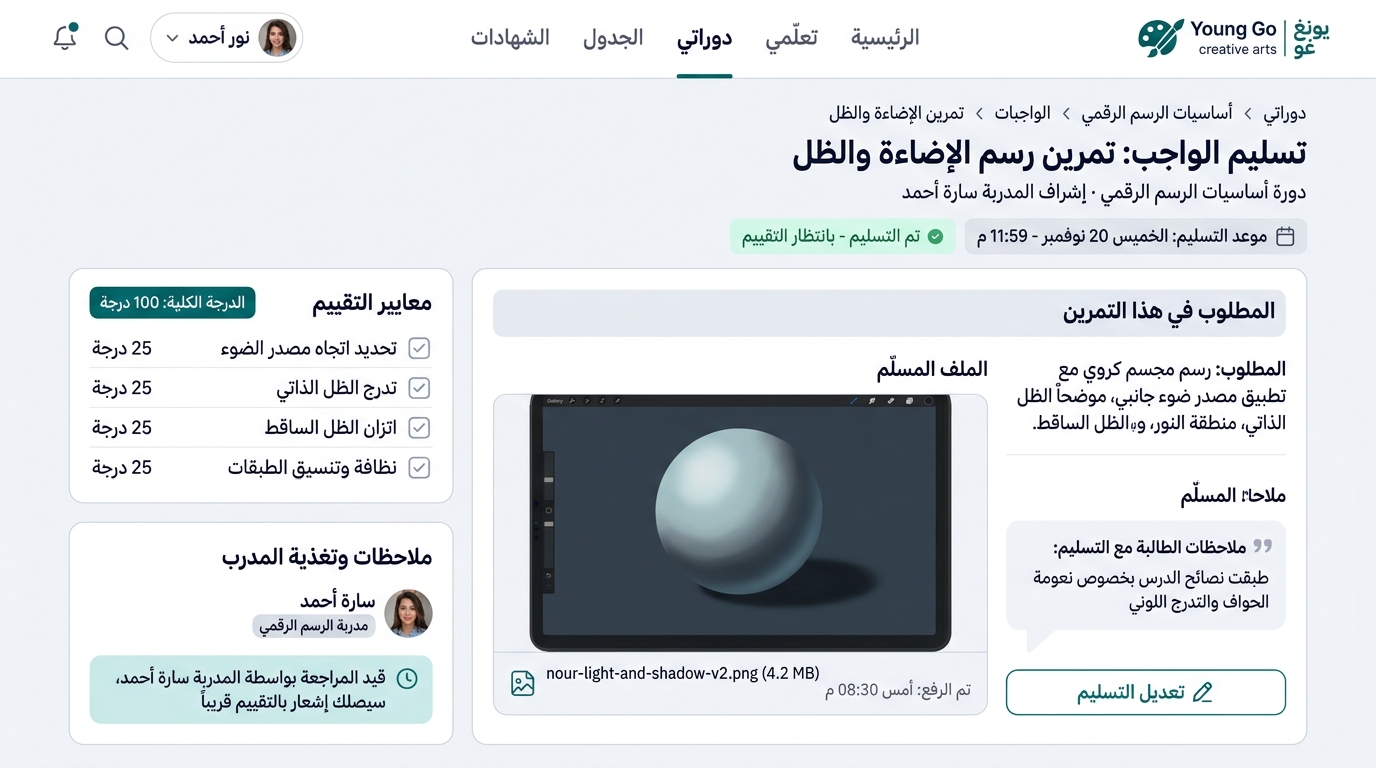 يونغ غو
Young Go
creative arts
الرئيسية
تعلّمي
دوراتي
الجدول
الشهادات
نور أحمد
دوراتي > أساسيات الرسم الرقمي > الواجبات > تمرين الإضاءة والظل
تسليم الواجب: تمرين رسم الإضاءة والظل
دورة أساسيات الرسم الرقمي · إشراف المدربة سارة أحمد
موعد التسليم: الخميس 20 نوفمبر - 11:59 م
تم التسليم - بانتظار التقييم
المطلوب في هذا التمرين
المطلوب: رسم مجسم كروي مع
تطبيق مصدر ضوء جانبي، موضحاً الظل
الذاتي، منطقة النور، والظل الساقط.
المسلّم
ملاحظات الطالبة مع التسليم:
طبقت نصائح الدرس بخصوص نعومة
الحواف والتدرج اللوني
تعديل التسليم
الملف المسلّم
Gallery
nour-light-and-shadow-v2.png (4.2 MB)
تم الرفع: أمس 08:30 م
معايير التقييم
الدرجة الكلية: 100 درجة
تحديد اتجاه مصدر الضوء 25 درجة
تدرج الظل الذاتي 25 درجة
اتزان الظل الساقط 25 درجة
نظافة وتنسيق الطبقات 25 درجة
ملاحظات وتغذية المدرب
سارة أحمد
مدربة الرسم الرقمي
قيد المراجعة بواسطة المدربة سارة أحمد،
سيصلك إشعار بالتقييم قريباً